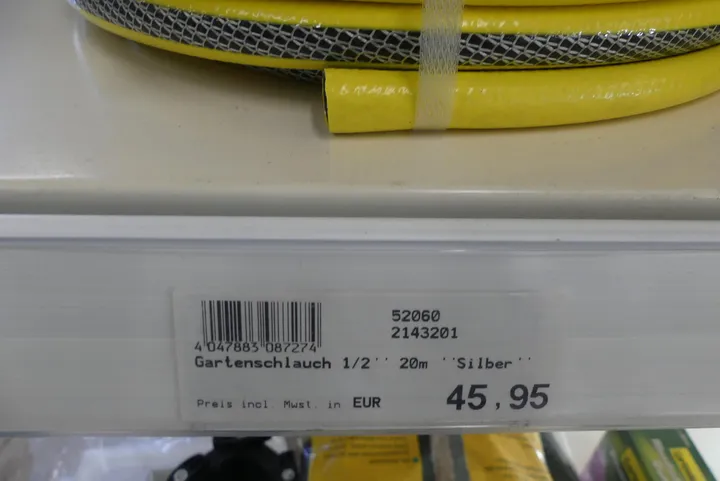 52060
2143201
4 047883 087274
Gartenschlauch 1/2'' 20m ''Silber''
Preis incl. Mwst. in EUR 45,95